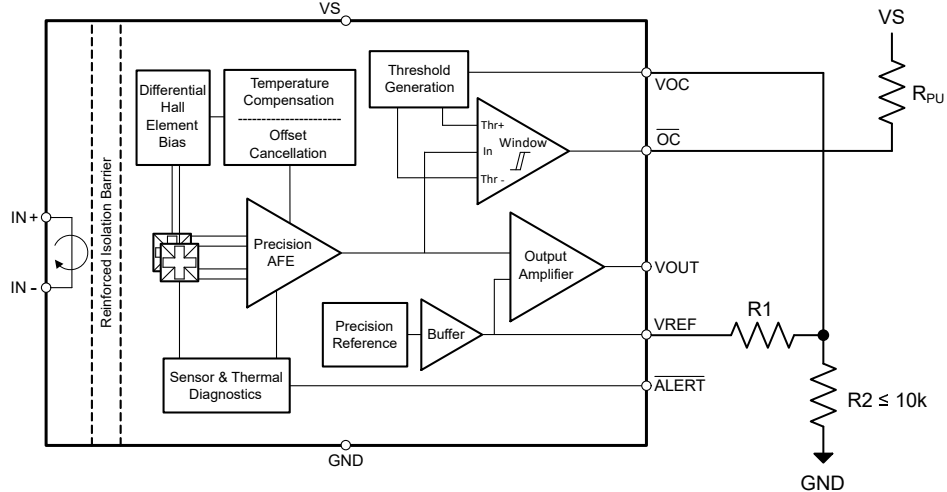 VS
VS
Differential
Hall
Element
Bias
Temperature
Compensation
Offset
Cancellation
Threshold
Generation
VOC
R_PU
Thr+
In
Window
Thr -
OC
Reinforced Isolation Barrier
IN+
IN-
Precision
AFE
Output
Amplifier
VOUT
Precision
Reference
Buffer
VREF
R1
Sensor & Thermal
Diagnostics
ALERT
R2 ≤ 10k
GND
GND